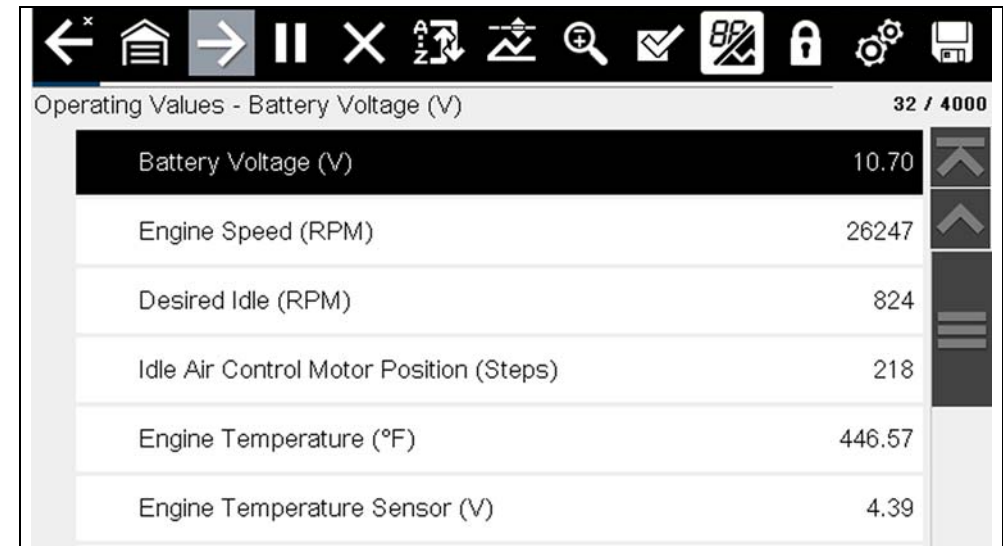 A
Z
Operating Values - Battery Voltage (V) 32 / 4000
Battery Voltage (V) 10.70
Engine Speed (RPM) 26247
Desired Idle (RPM) 824
Idle Air Control Motor Position (Steps) 218
Engine Temperature (°F) 446.57
Engine Temperature Sensor (V) 4.39